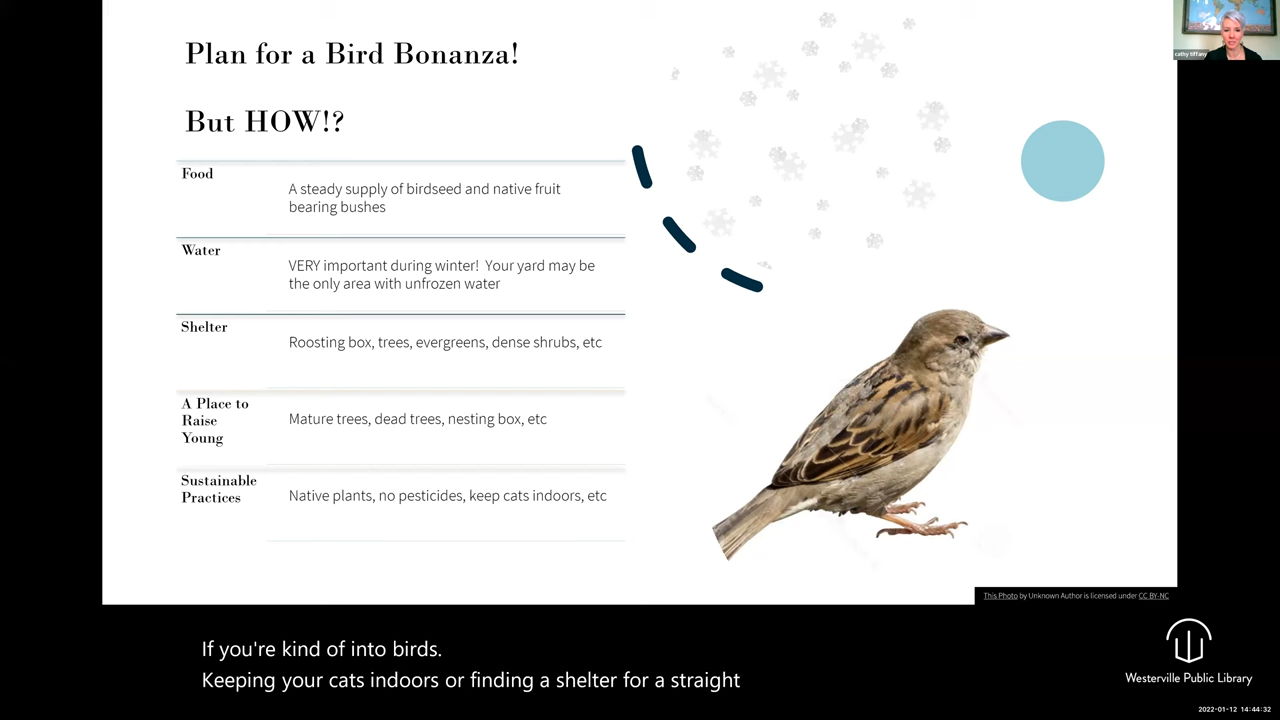 Plan for a Bird Bonanza!
But HOW!?
Food
A steady supply of birdseed and native fruit
bearing bushes
Water
VERY important during winter! Your yard may be
the only area with unfrozen water
Shelter
Roosting box, trees, evergreens, dense shrubs, etc
A Place to
Raise
Young
Mature trees, dead trees, nesting box, etc
Sustainable
Practices
Native plants, no pesticides, keep cats indoors, etc
cathy tiffany
This Photo by Unknown Author is licensed under CC BY-NC
If you're kind of into birds.
Keeping your cats indoors or finding a shelter for a straight
Westerville Public Library
2022-01-12 14:44:32